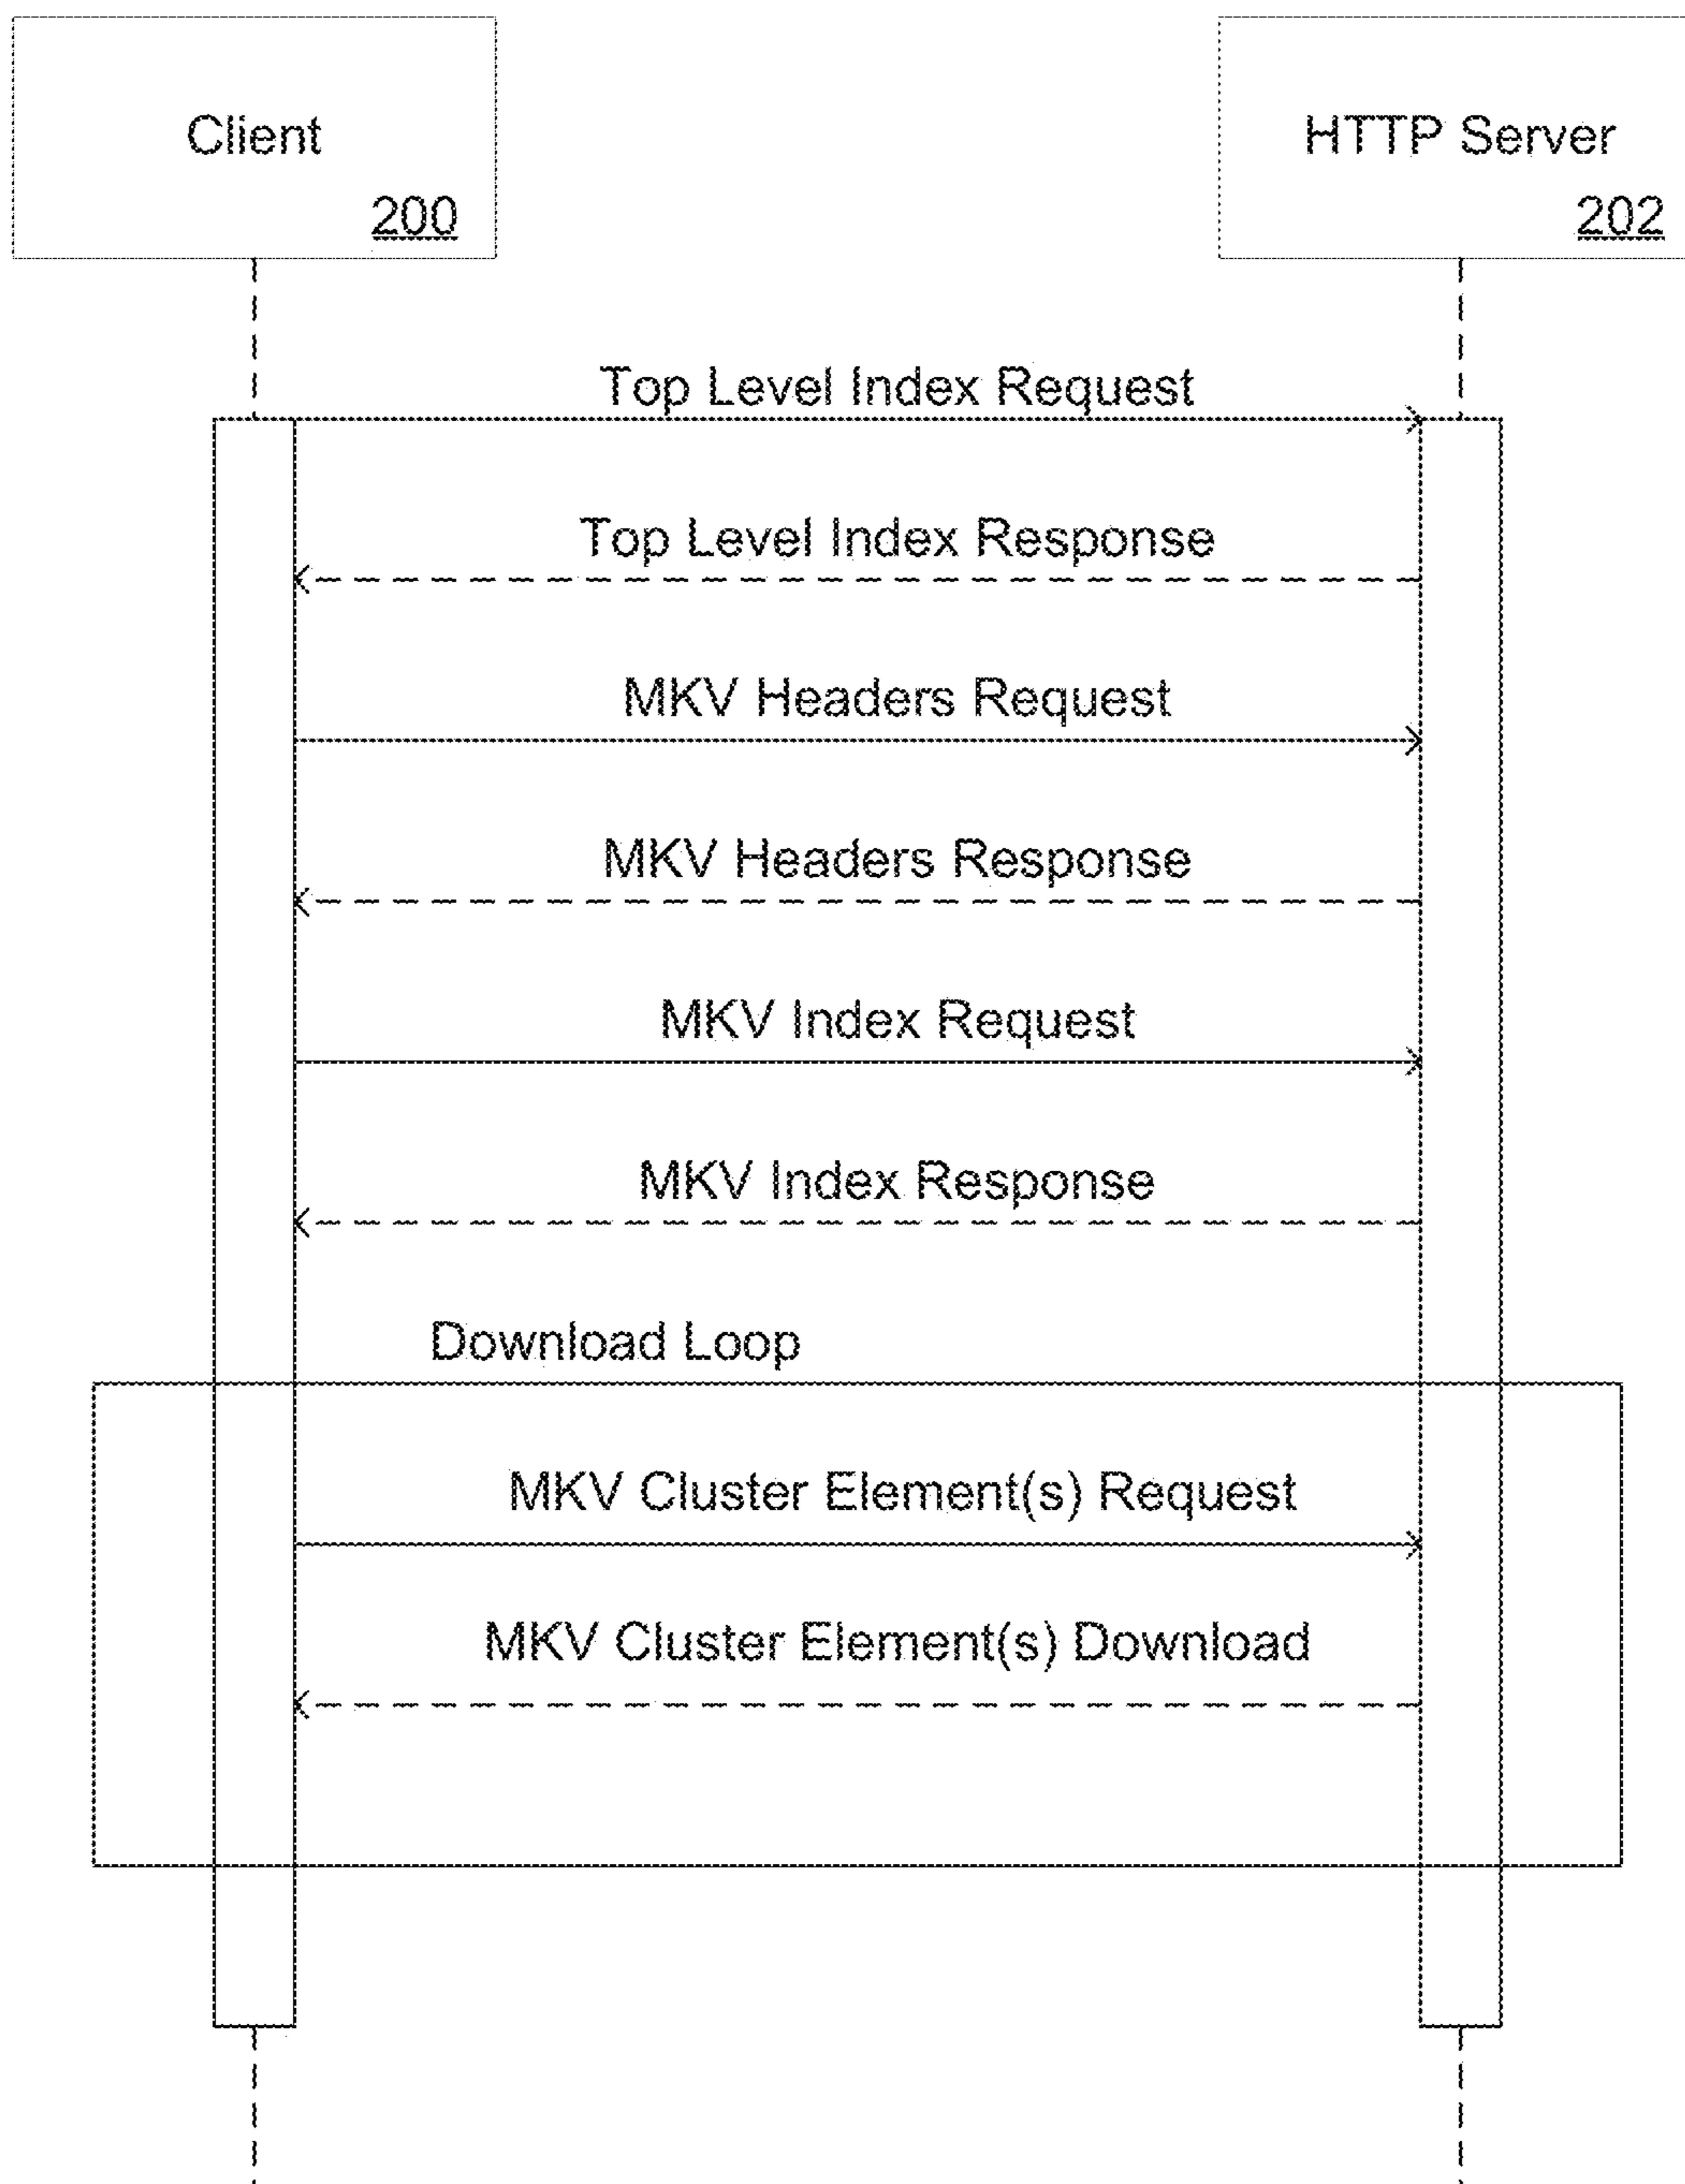 Client
200
HTTP Server
202
Top Level Index Request
Top Level Index Response
MKV Headers Request
MKV Headers Response
MKV Index Request
MKV Index Response
Download Loop
MKV Cluster Element(s) Request
MKV Cluster Element(s) Download